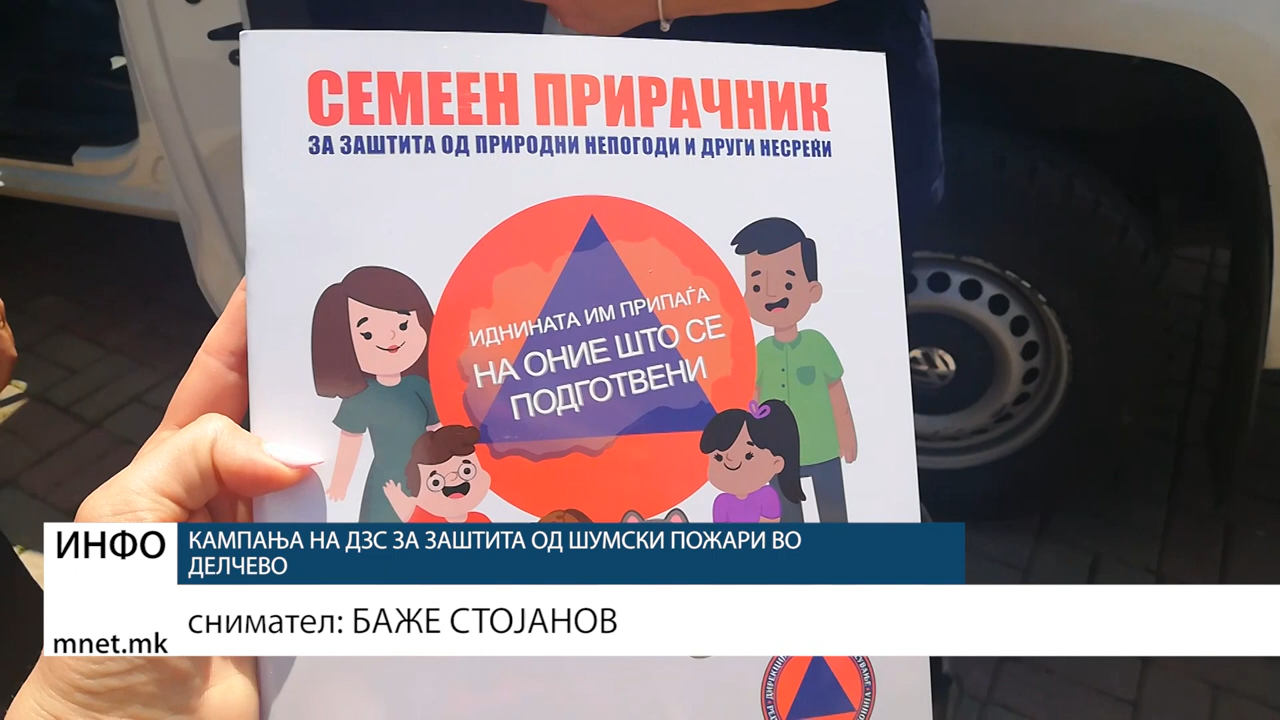 СЕМЕЕН ПРИРАЧНИК
ЗА ЗАШТИТА ОД ПРИРОДНИ НЕПОГОДИ И ДРУГИ НЕСРЕЌИ
ИДНИНАТА ИМ ПРИПАЃА
НА ОНИЕ ШТО СЕ
ПОДГОТВЕНИ
ИНФО
КАМПАЊА НА ДЗС ЗА ЗАШТИТА ОД ШУМСКИ ПОЖАРИ ВО
ДЕЛЧЕВО
снимател: БАЖЕ СТОЈАНОВ
mnet.mk